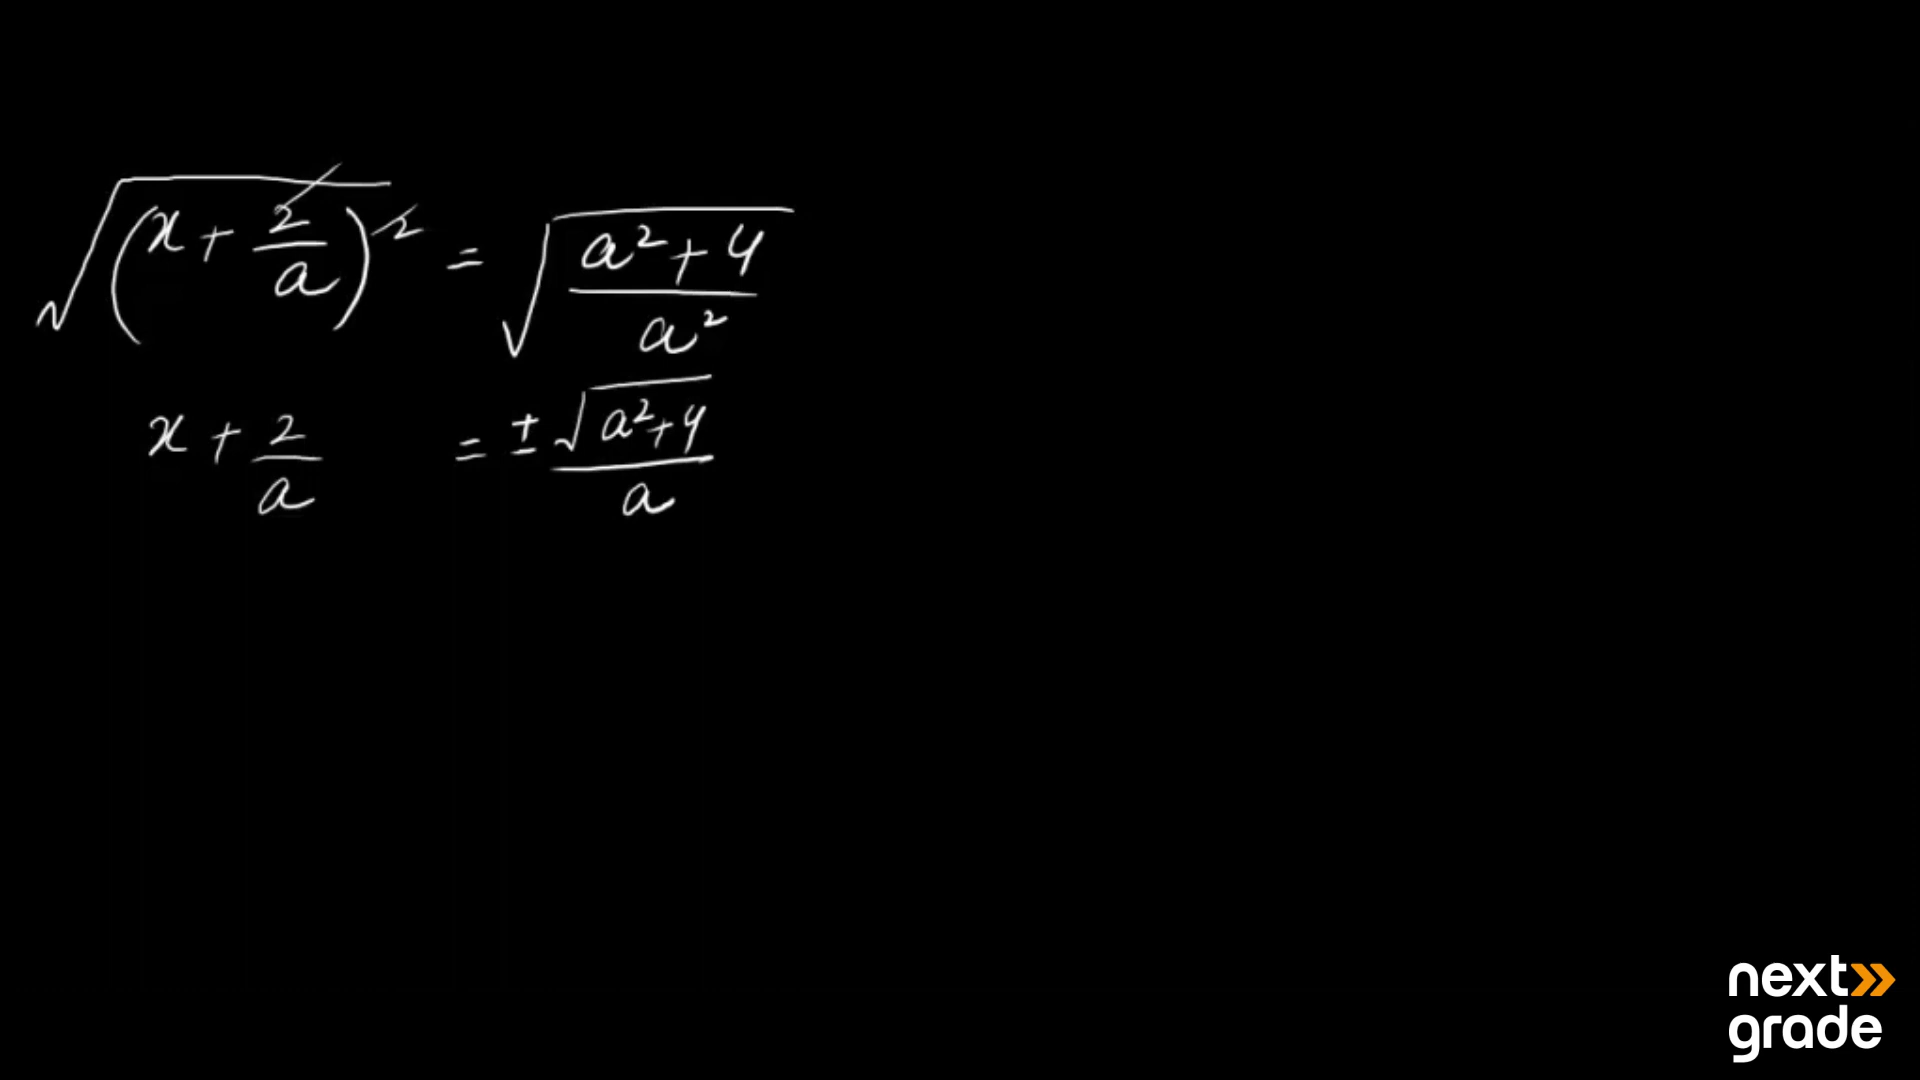 √((x + 2/a)²) = √((a² + 4)/a²)
x + 2/a = ± √(a² + 4)/a
next
grade